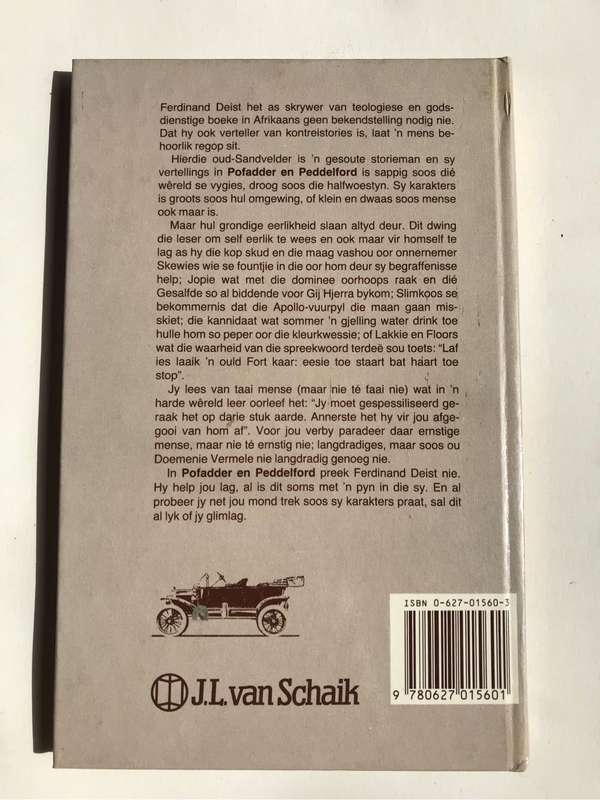 Ferdinand Deist het as skrywer van teologiese en gods-
dienstige boeke in Afrikaans geen bekendstelling nodig nie.
Dat hy ook verteller van kontreistories is, laat 'n mens be-
hoorlik regop sit.
Hierdie oud-Sandvelder is 'n gesoute storieman en sy
vertellings in Pofadder en Peddelford is sappig soos dié
wêreld se vygies, droog soos die halfwoestyn. Sy karakters
is groots soos hul omgewing, of klein en dwaas soos mense
ook maar is.
Maar hul grondige eerlikheid slaan altyd deur. Dit dwing
die leser om self eerlik te wees en ook maar vir homself te
lag as hy die kop skud en die maag vashou oor onnernemer
Skewies wie se fountjie in die oor hom deur sy begraffenisse
help; Jopie wat met die dominee oorhoops raak en dié
Gesalfde so al biddende voor Gij Hjerra bykom; Slimkoos se
bekommernis dat die Apollo-vuurpyl die maan gaan mis-
skiet; die kannidaat wat sommer 'n gjelling water drink toe
hulle hom so peper oor die kleurkwessie; of Lakkie en Floors
wat die waarheid van die spreekwoord terdeë sou toets: "Laf
ies laaik 'n ould Fort kaar: eesie toe staart bat haart toe
stop".
Jy lees van taai mense (maar nie té faai nie) wat in 'n
harde wêreld leer oorleef het: "Jy moet gespessiliseerd ge-
raak het op darie stuk aarde. Annerste het hy vir jou afge-
gooi van hom af". Voor jou verby paradeer daar ernstige
mense, maar nie té ernstig nie; langdradiges, maar soos ou
Doemenie Vermele nie langdradig genoeg nie.
In Pofadder en Peddelford preek Ferdinand Deist nie.
Hy help jou lag, al is dit soms met 'n pyn in die sy. En al
probeer jy net jou mond trek soos sy karakters praat, sal dit
al lyk of jy glimlag.
ISBN 0-627-01560-3
9 780627 015601
J.L.van Schaik